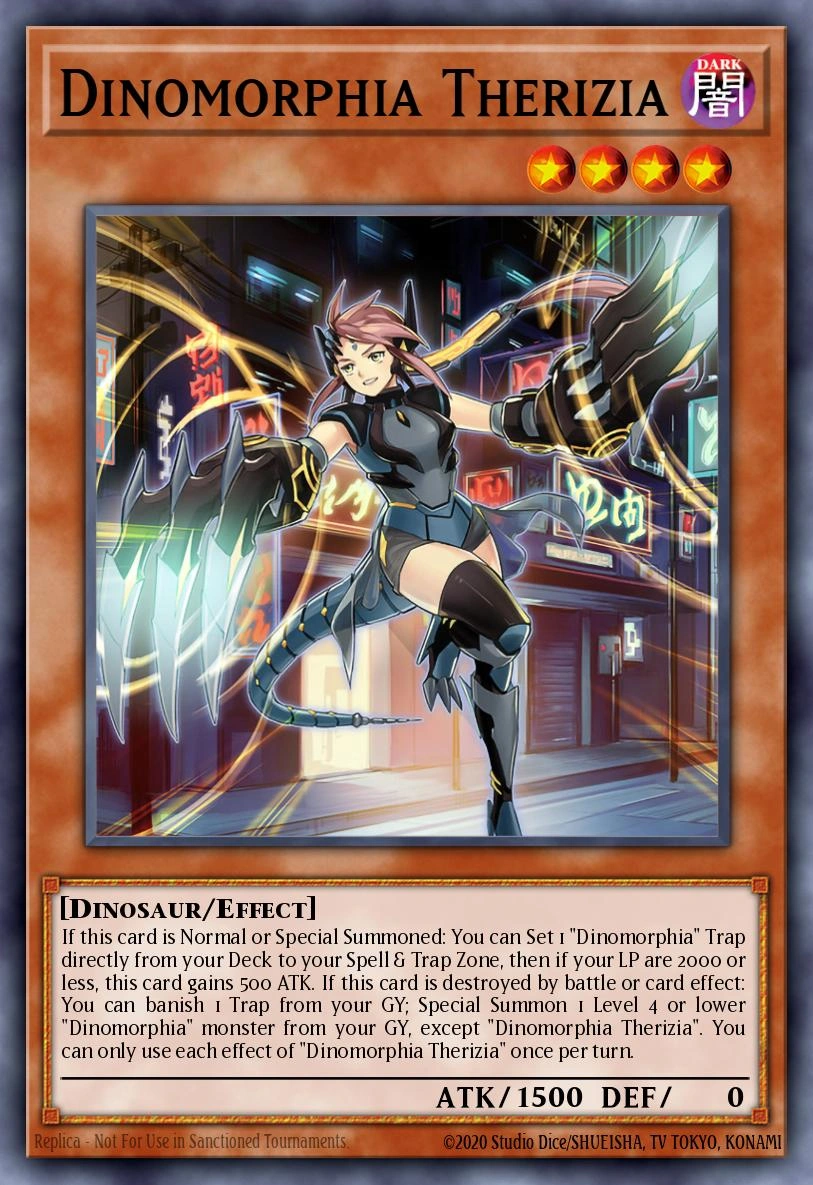 Dinomorphia Therizia
DARK
闇
[Dinosaur/Effect]
If this card is Normal or Special Summoned: You can Set 1 "Dinomorphia" Trap
directly from your Deck to your Spell & Trap Zone, then if your LP are 2000 or
less, this card gains 500 ATK. If this card is destroyed by battle or card effect:
You can banish 1 Trap from your GY; Special Summon 1 Level 4 or lower
"Dinomorphia" monster from your GY, except "Dinomorphia Therizia". You
can only use each effect of "Dinomorphia Therizia" once per turn.
ATK/1500 DEF/ 0
Replica - Not For Use in Sanctioned Tournaments.
©2020 Studio Dice/SHUEISHA, TV TOKYO, KONAMI